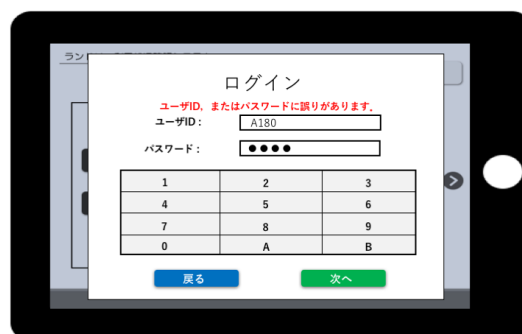 ログイン
ユーザID，またはパスワードに誤りがあります．
ユーザID： A180
パスワード： ●●●●
1 2 3
4 5 6
7 8 9
0 A B
戻る 次へ